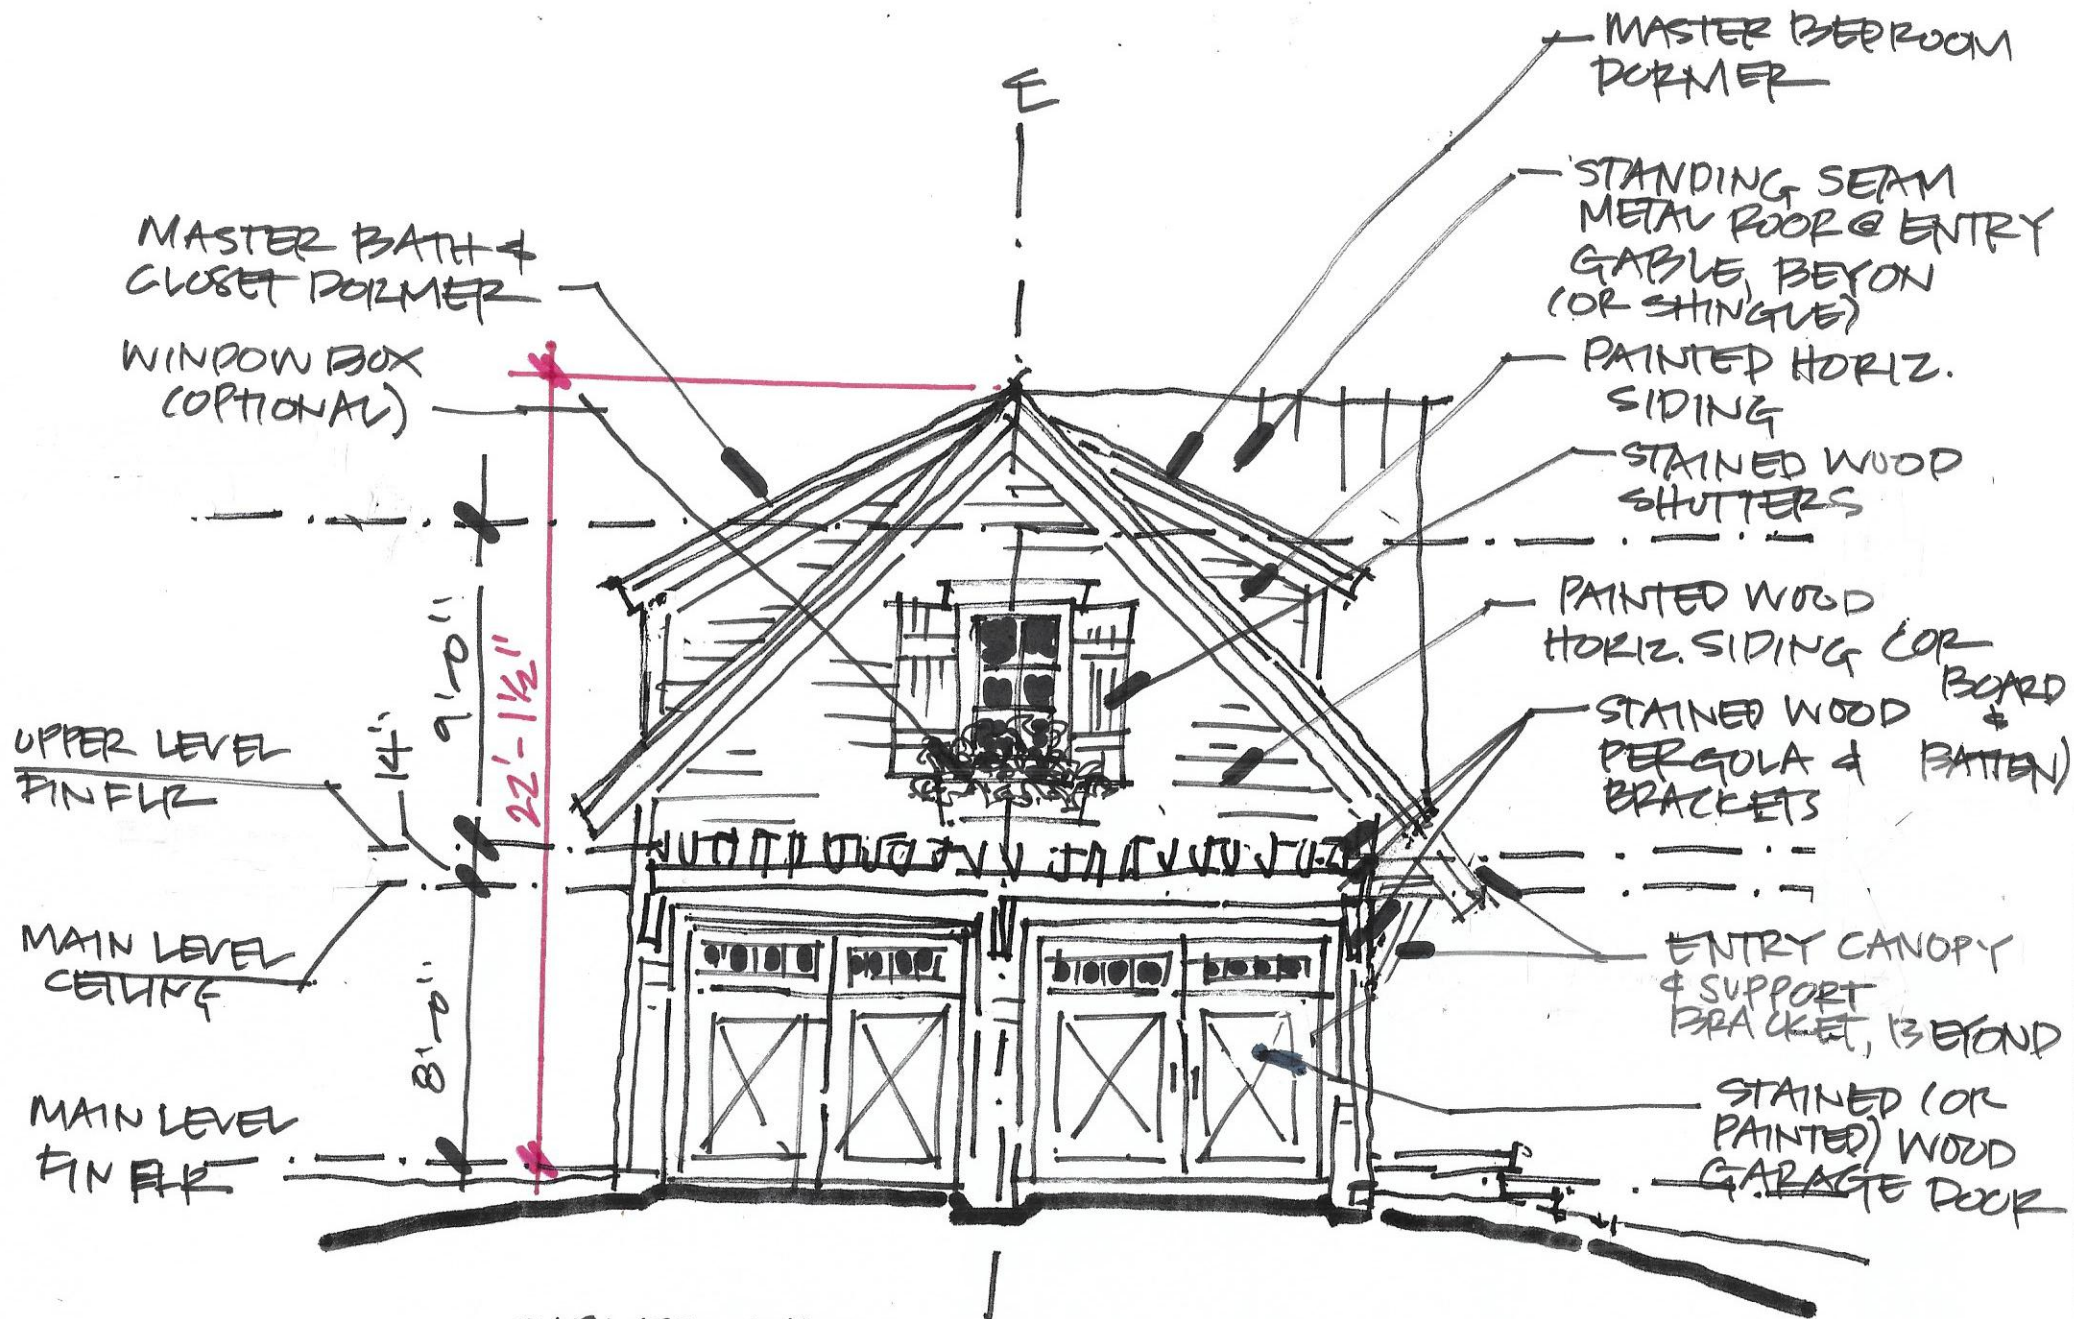 MASTER BEDROOM
DORMER
STANDING SEAM
METAL ROOF @ ENTRY
GABLE, BEYON
(OR SHINGLE)
PAINTED HORIZ.
SIDING
STAINED WOOD
SHUTTERS
PAINTED WOOD
HORIZ. SIDING (OR
BOARD
&
BATTEN)
STAINED WOOD
PERGOLA &
BRACKETS
ENTRY CANOPY
& SUPPORT
BRACKET, BEYOND
STAINED (OR
PAINTED) WOOD
GARAGE DOOR
MASTER BATH &
CLOSET DORMER
WINDOW BOX
(OPTIONAL)
9'-0"
22'-1½"
14"
UPPER LEVEL
FIN FLR
MAIN LEVEL
CEILING
8'-0"
MAIN LEVEL
FIN FLR